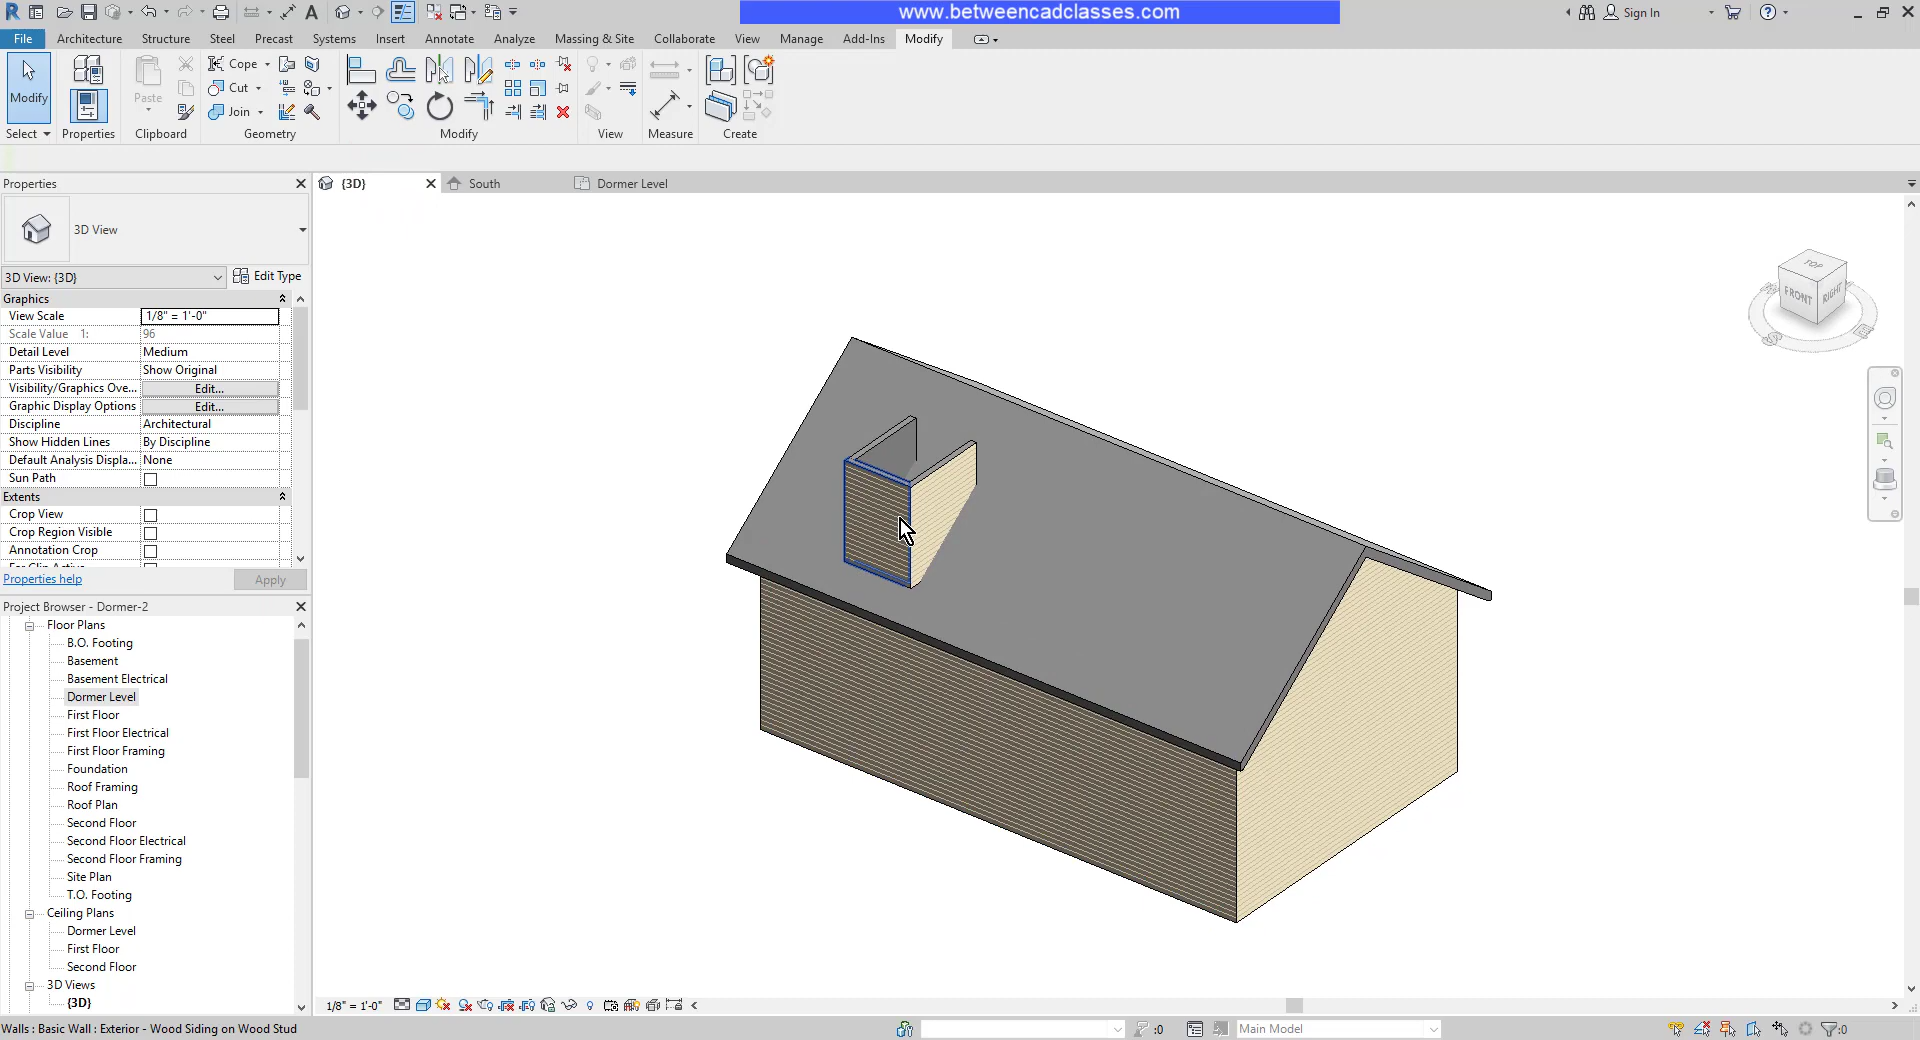 www.betweencadclasses.com
Sign In
File Architecture Structure Steel Precast Systems Insert Annotate Analyze Massing & Site Collaborate View Manage Add-Ins Modify
Modify
Paste
Cope
Cut
Join
Select Properties Clipboard Geometry Modify View Measure Create
Properties
{3D} South Dormer Level
3D View
3D View: {3D} Edit Type
Graphics
View Scale 1/8" = 1'-0"
Scale Value 1: 96
Detail Level Medium
Parts Visibility Show Original
Visibility/Graphics Ove... Edit...
Graphic Display Options Edit...
Discipline Architectural
Show Hidden Lines By Discipline
Default Analysis Displa... None
Sun Path
Extents
Crop View
Crop Region Visible
Annotation Crop
Properties help Apply
TOP
FRONT RIGHT
Project Browser - Dormer-2
Floor Plans
B.O. Footing
Basement
Basement Electrical
Dormer Level
First Floor
First Floor Electrical
First Floor Framing
Foundation
Roof Framing
Roof Plan
Second Floor
Second Floor Electrical
Second Floor Framing
Site Plan
T.O. Footing
Ceiling Plans
Dormer Level
First Floor
Second Floor
3D Views
{3D}
1/8" = 1'-0"
Walls : Basic Wall : Exterior - Wood Siding on Wood Stud
:0
Main Model
:0